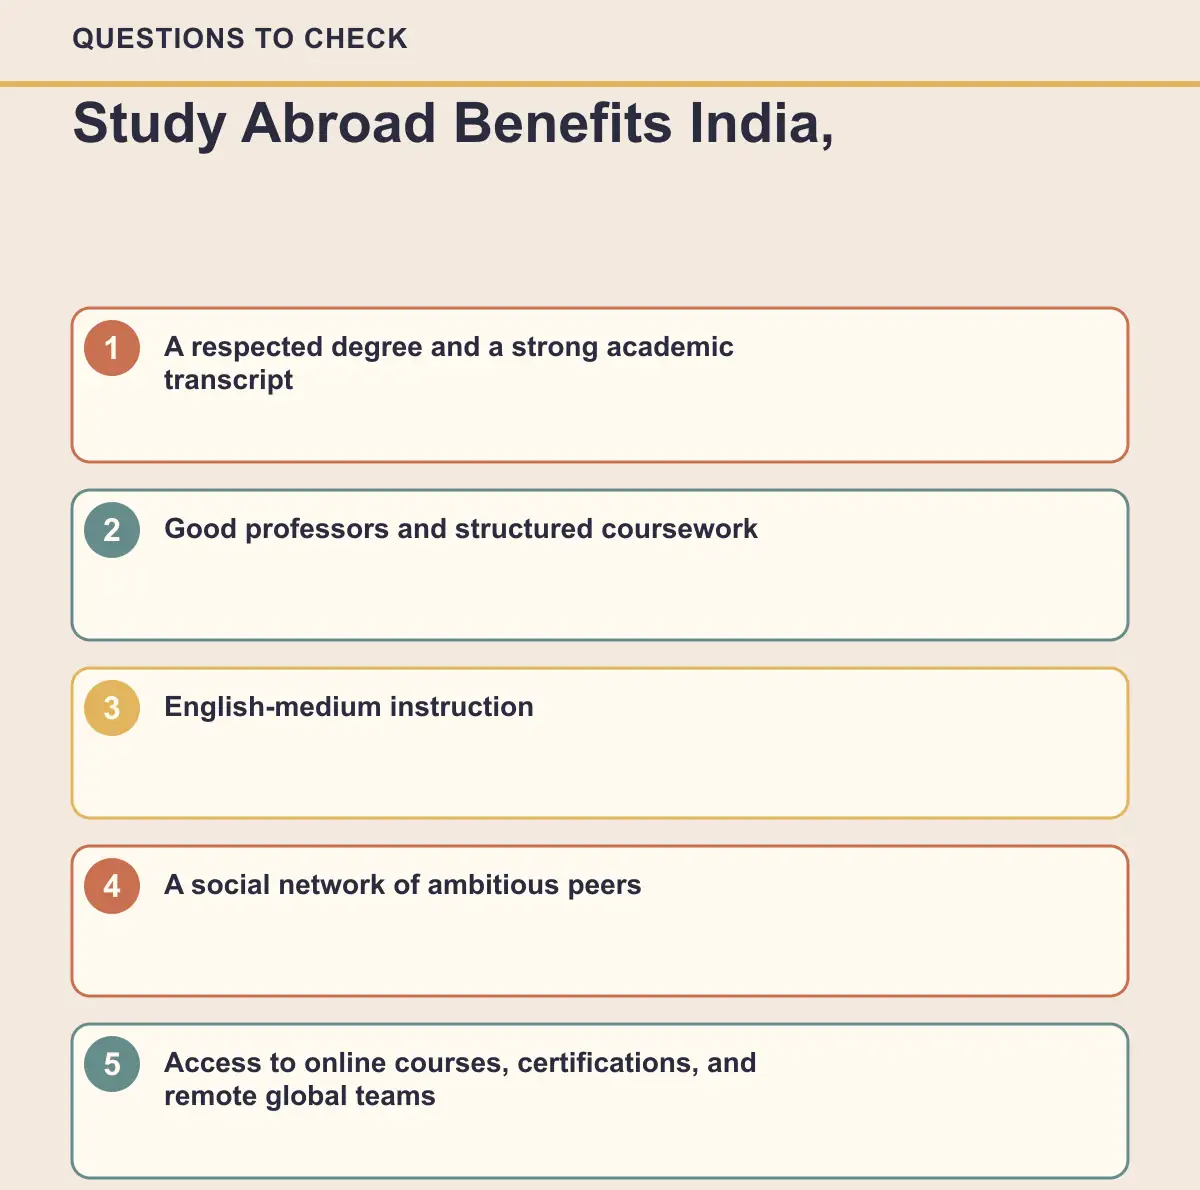 QUESTIONS TO CHECK
Study Abroad Benefits India,
1
A respected degree and a strong academic
transcript
2
Good professors and structured coursework
3
English-medium instruction
4
A social network of ambitious peers
5
Access to online courses, certifications, and
remote global teams